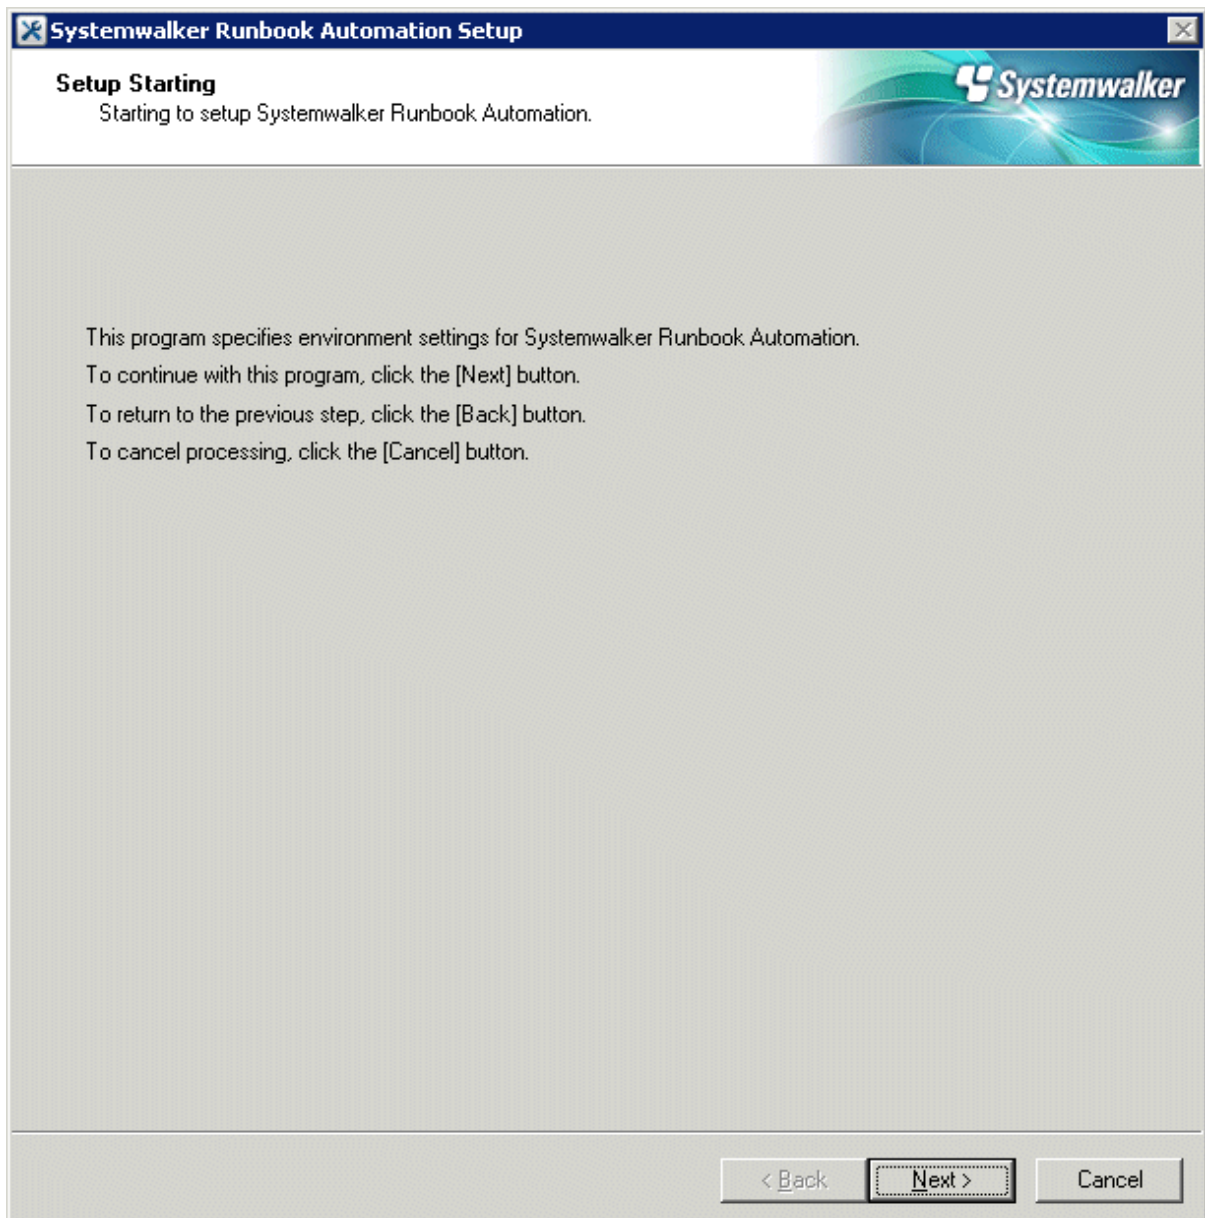 Systemwalker Runbook Automation Setup
Setup Starting
Starting to setup Systemwalker Runbook Automation.
Systemwalker
This program specifies environment settings for Systemwalker Runbook Automation.
To continue with this program, click the [Next] button.
To return to the previous step, click the [Back] button.
To cancel processing, click the [Cancel] button.
< Back
Next >
Cancel